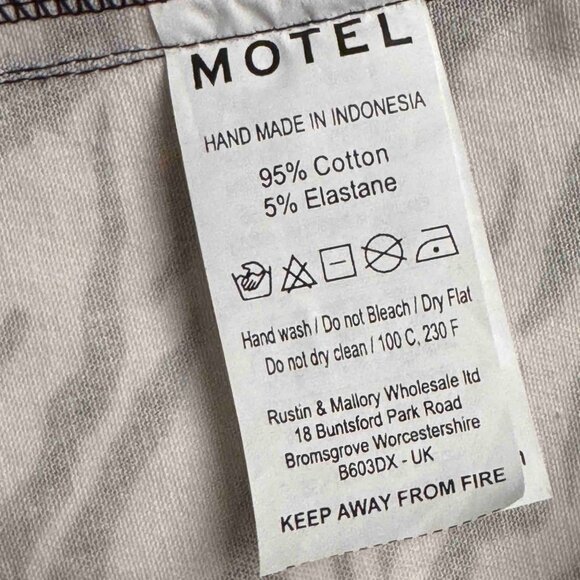 MOTEL
HAND MADE IN INDONESIA
95% Cotton
5% Elastane
Hand wash / Do not Bleach / Dry Flat
Do not dry clean / 100 C, 230 F
Rustin & Mallory Wholesale ltd
18 Buntsford Park Road
Bromsgrove Worcestershire
B603DX - UK
KEEP AWAY FROM FIRE